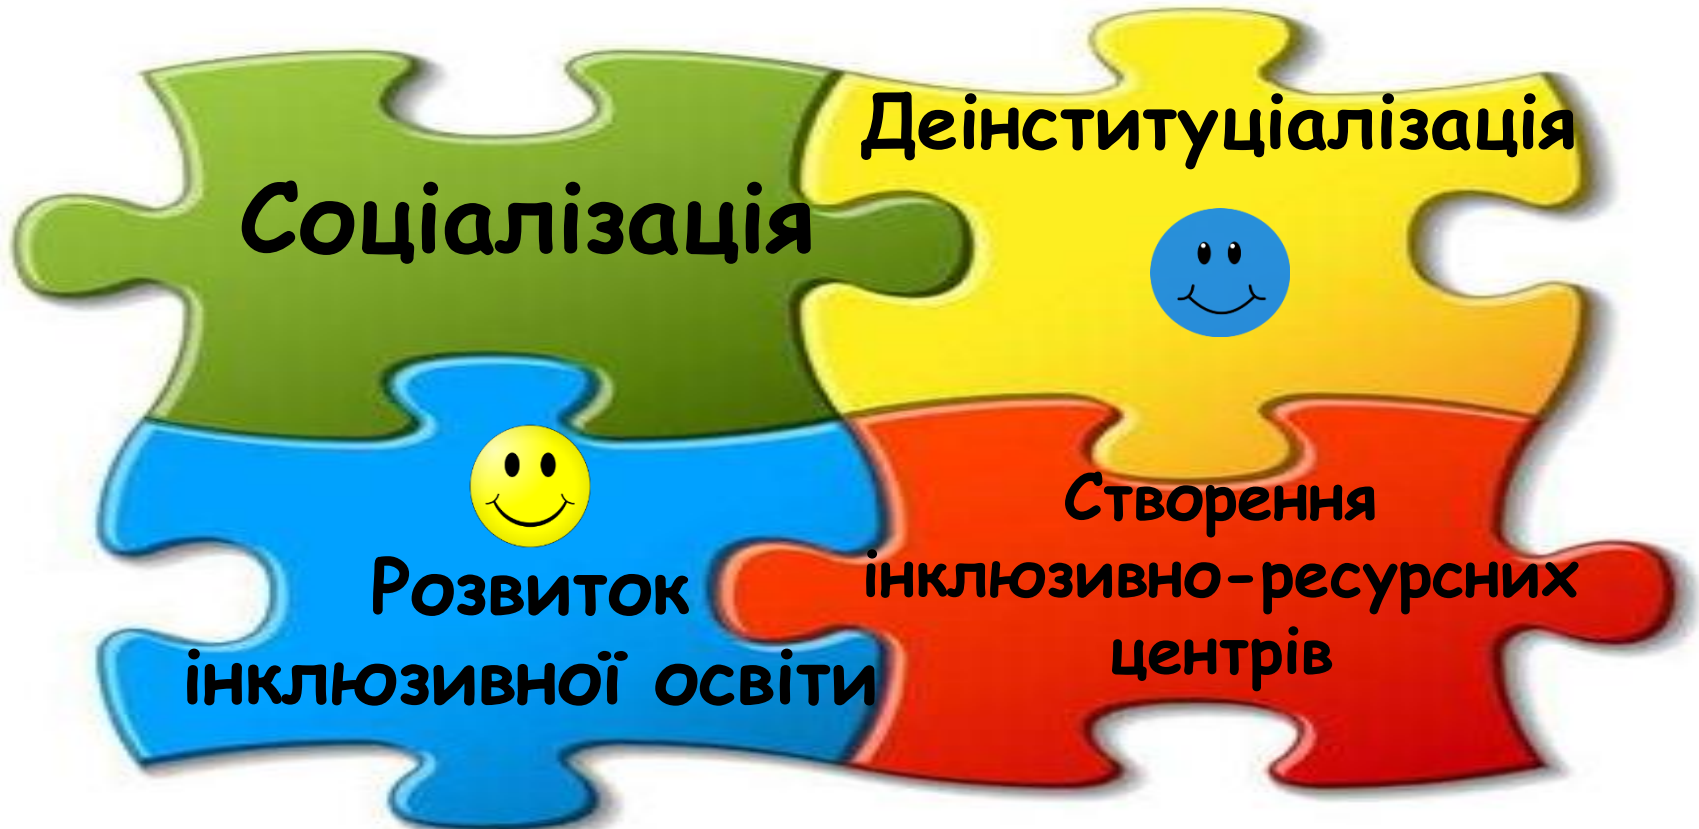 Соціалізація
Деінституціалізація
Розвиток
інклюзивної освіти
Створення
інклюзивно-ресурсних
центрів